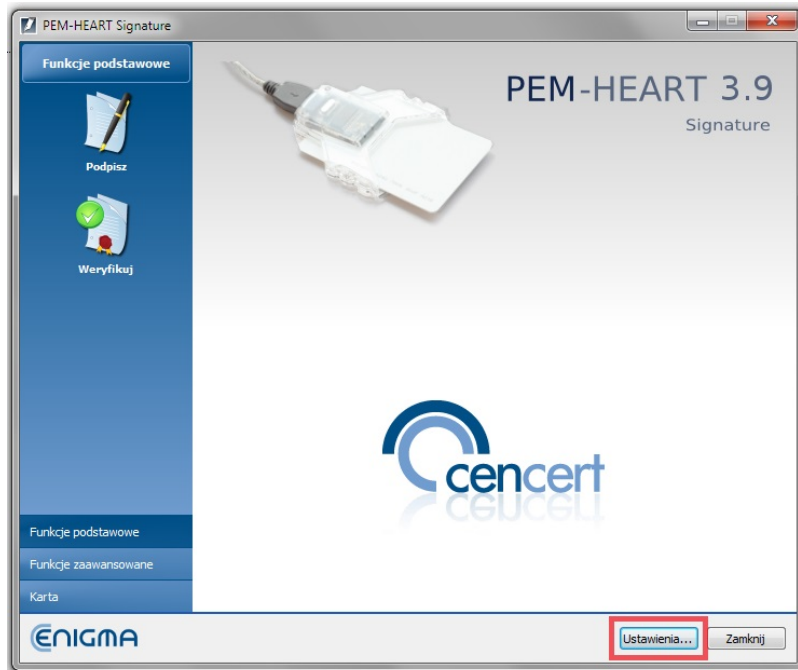 PEM-HEART Signature
Funkcje podstawowe
Podpisz
Weryfikuj
PEM-HEART 3.9
Signature
cencert
Funkcje podstawowe
Funkcje zaawansowane
Karta
ENIGMA
Ustawienia...
Zamknij